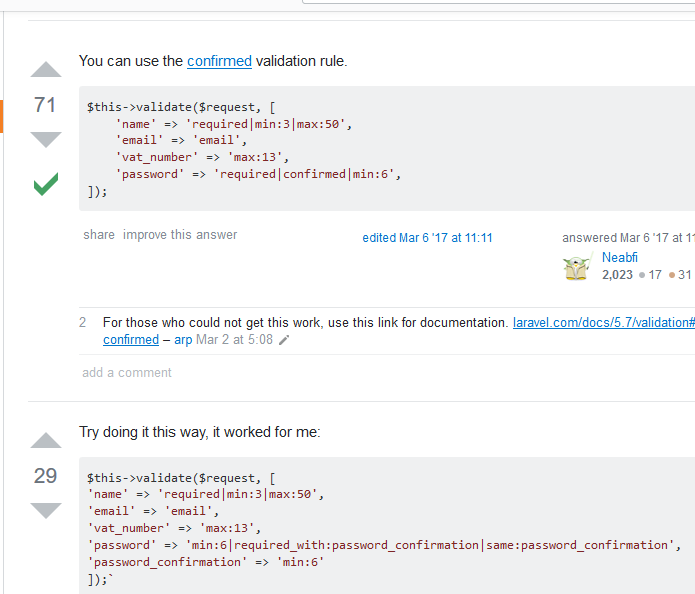 You can use the confirmed validation rule.
71
$this->validate($request, [
    'name' => 'required|min:3|max:50',
    'email' => 'email',
    'vat_number' => 'max:13',
    'password' => 'required|confirmed|min:6',
]);
share improve this answer
edited Mar 6 '17 at 11:11
answered Mar 6 '17 at 11
Neabfi
2,023 ●17 ●31
2 For those who could not get this work, use this link for documentation. laravel.com/docs/5.7/validation#
confirmed – arp Mar 2 at 5:08
add a comment
Try doing it this way, it worked for me:
29
$this->validate($request, [
'name' => 'required|min:3|max:50',
'email' => 'email',
'vat_number' => 'max:13',
'password' => 'min:6|required_with:password_confirmation|same:password_confirmation',
'password_confirmation' => 'min:6'
]);`